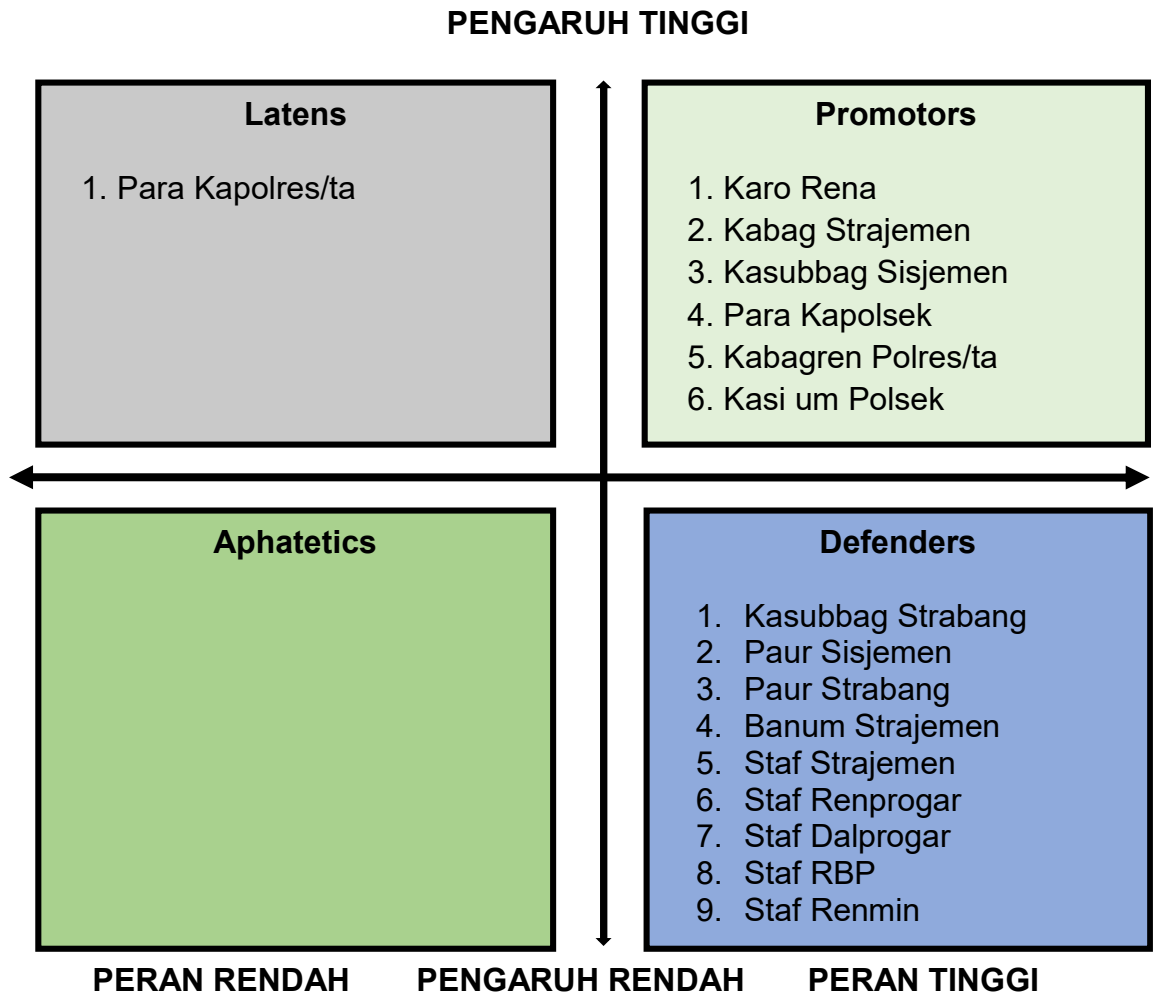 PENGARUH TINGGI
Latens
1. Para Kapolres/ta
Promotors
1. Karo Rena
2. Kabag Strajemen
3. Kasubbag Sisjemen
4. Para Kapolsek
5. Kabagren Polres/ta
6. Kasi um Polsek
Aphatetics
Defenders
1. Kasubbag Strabang
2. Paur Sisjemen
3. Paur Strabang
4. Banum Strajemen
5. Staf Strajemen
6. Staf Renprogar
7. Staf Dalprogar
8. Staf RBP
9. Staf Renmin
PERAN RENDAH PENGARUH RENDAH PERAN TINGGI